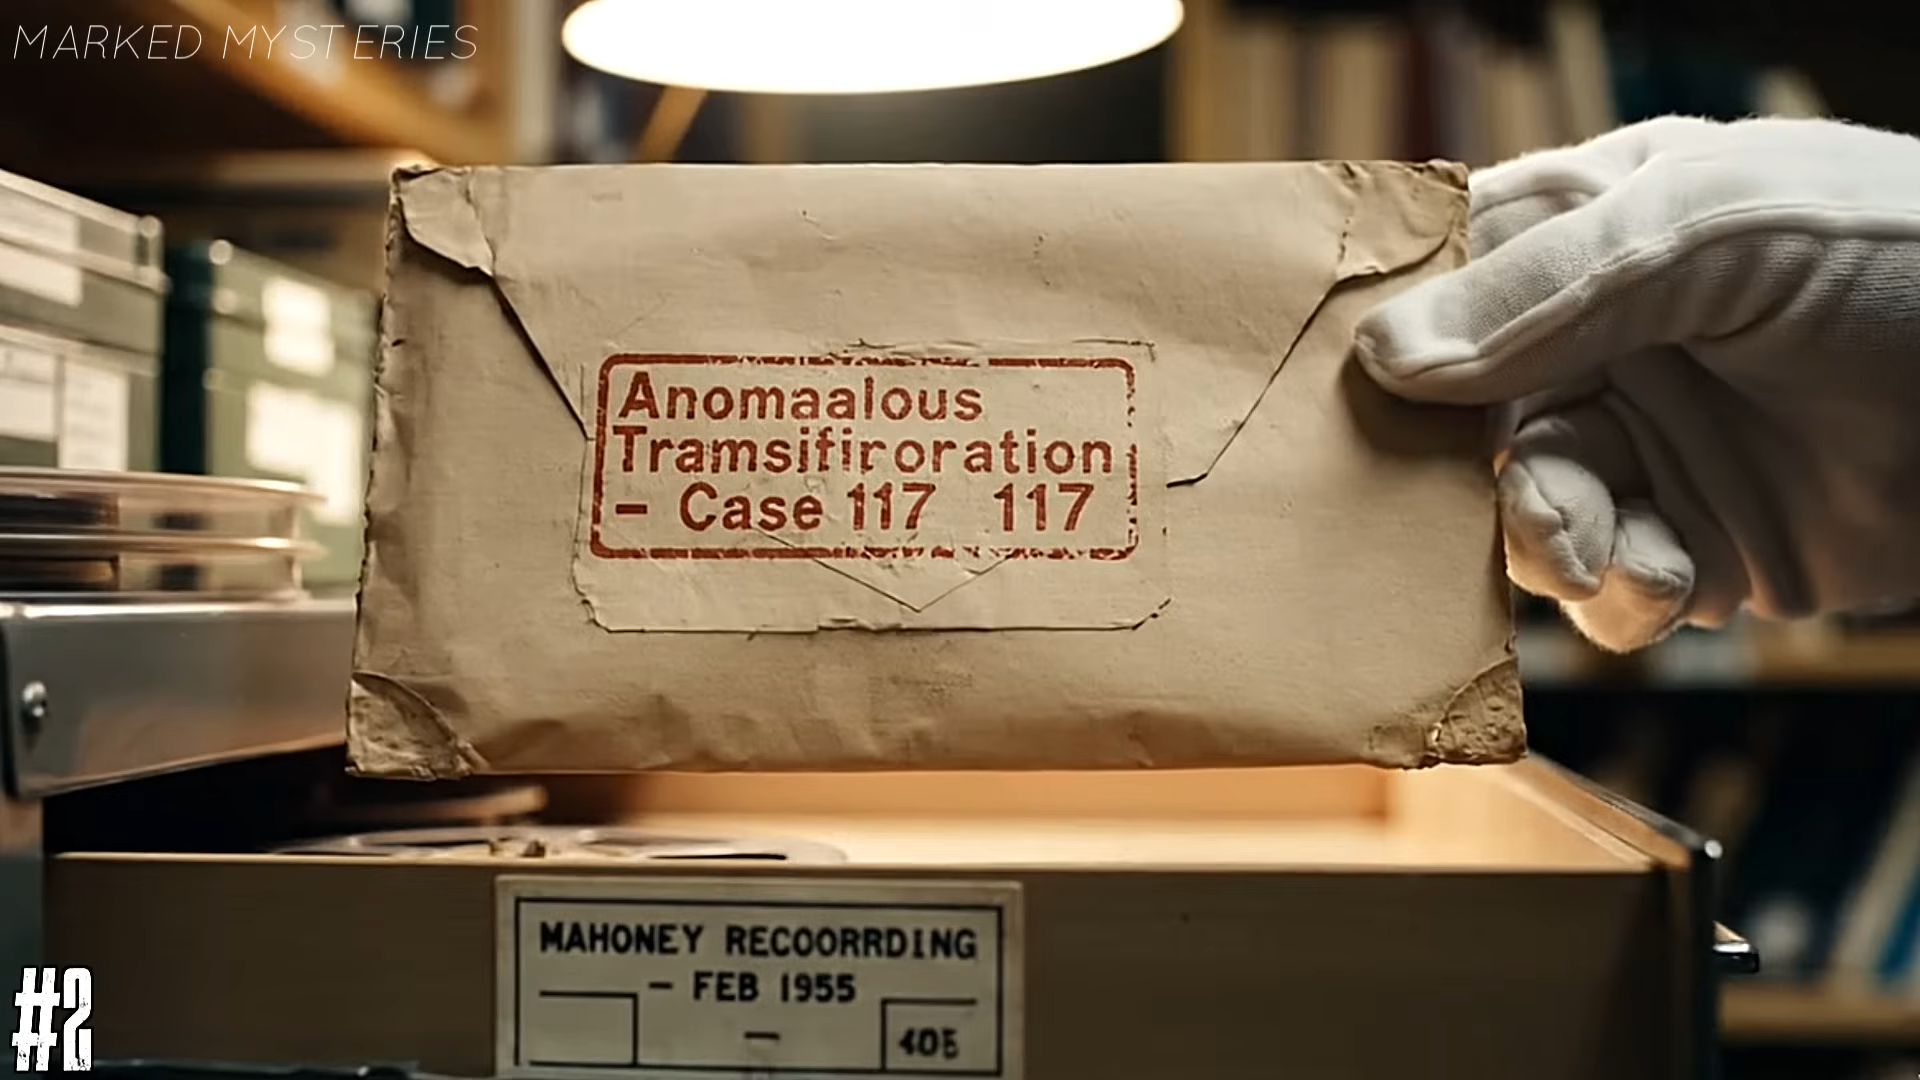 MARKED MYSTERIES
Anomaalous
Tramsifiroration
- Case 117 117
MAHONEY RECOORRDING
- FEB 1955
-
405
#2